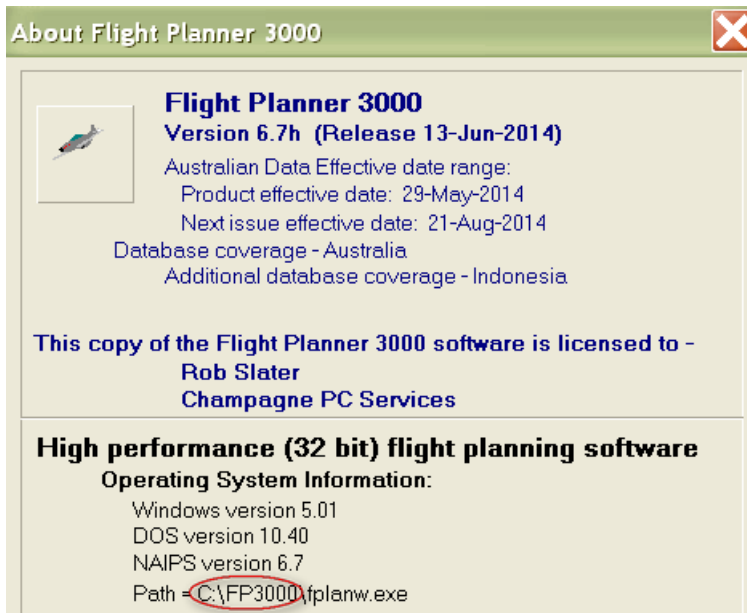 About Flight Planner 3000
Flight Planner 3000
Version 6.7h (Release 13-Jun-2014)
Australian Data Effective date range:
Product effective date: 29-May-2014
Next issue effective date: 21-Aug-2014
Database coverage - Australia
Additional database coverage - Indonesia
This copy of the Flight Planner 3000 software is licensed to -
Rob Slater
Champagne PC Services
High performance (32 bit) flight planning software
Operating System Information:
Windows version 5.01
DOS version 10.40
NAIPS version 6.7
Path = C:\FP3000\fplanw.exe